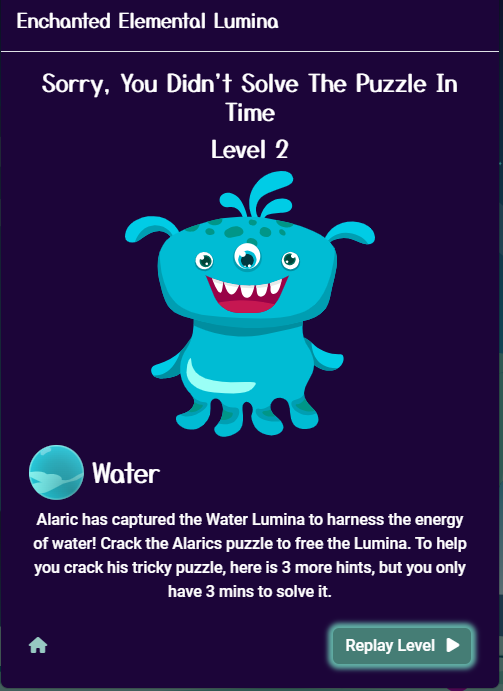 Enchanted Elemental Lumina
Sorry, You Didn't Solve The Puzzle In
Time
Level 2
Water
Alaric has captured the Water Lumina to harness the energy
of water! Crack the Alarics puzzle to free the Lumina. To help
you crack his tricky puzzle, here is 3 more hints, but you only
have 3 mins to solve it.
Replay Level